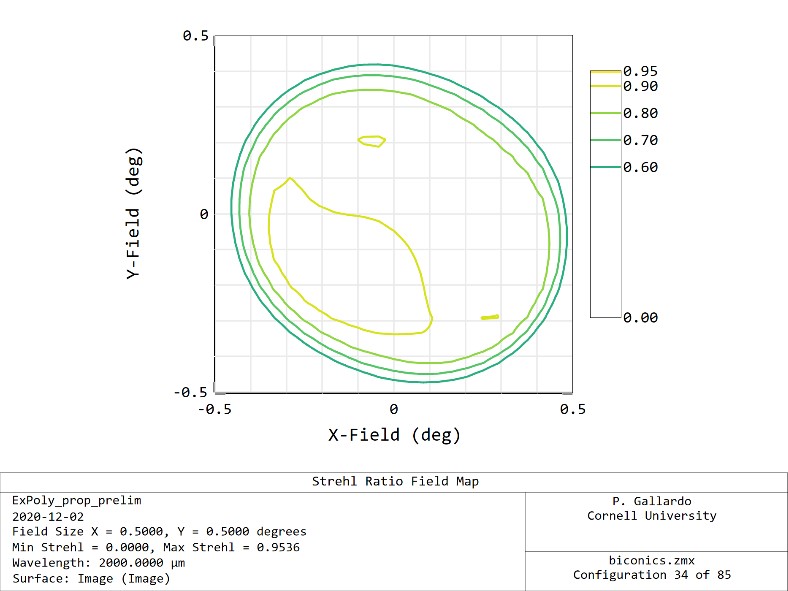 0.5
0
-0.5
-0.5
0
0.5
Y-Field (deg)
X-Field (deg)
0.95
0.90
0.80
0.70
0.60
0.00
Strehl Ratio Field Map
ExPoly_prop_prelim
2020-12-02
Field Size X = 0.5000, Y = 0.5000 degrees
Min Strehl = 0.0000, Max Strehl = 0.9536
Wavelength: 2000.0000 µm
Surface: Image (Image)
P. Gallardo
Cornell University
biconics.zmx
Configuration 34 of 85